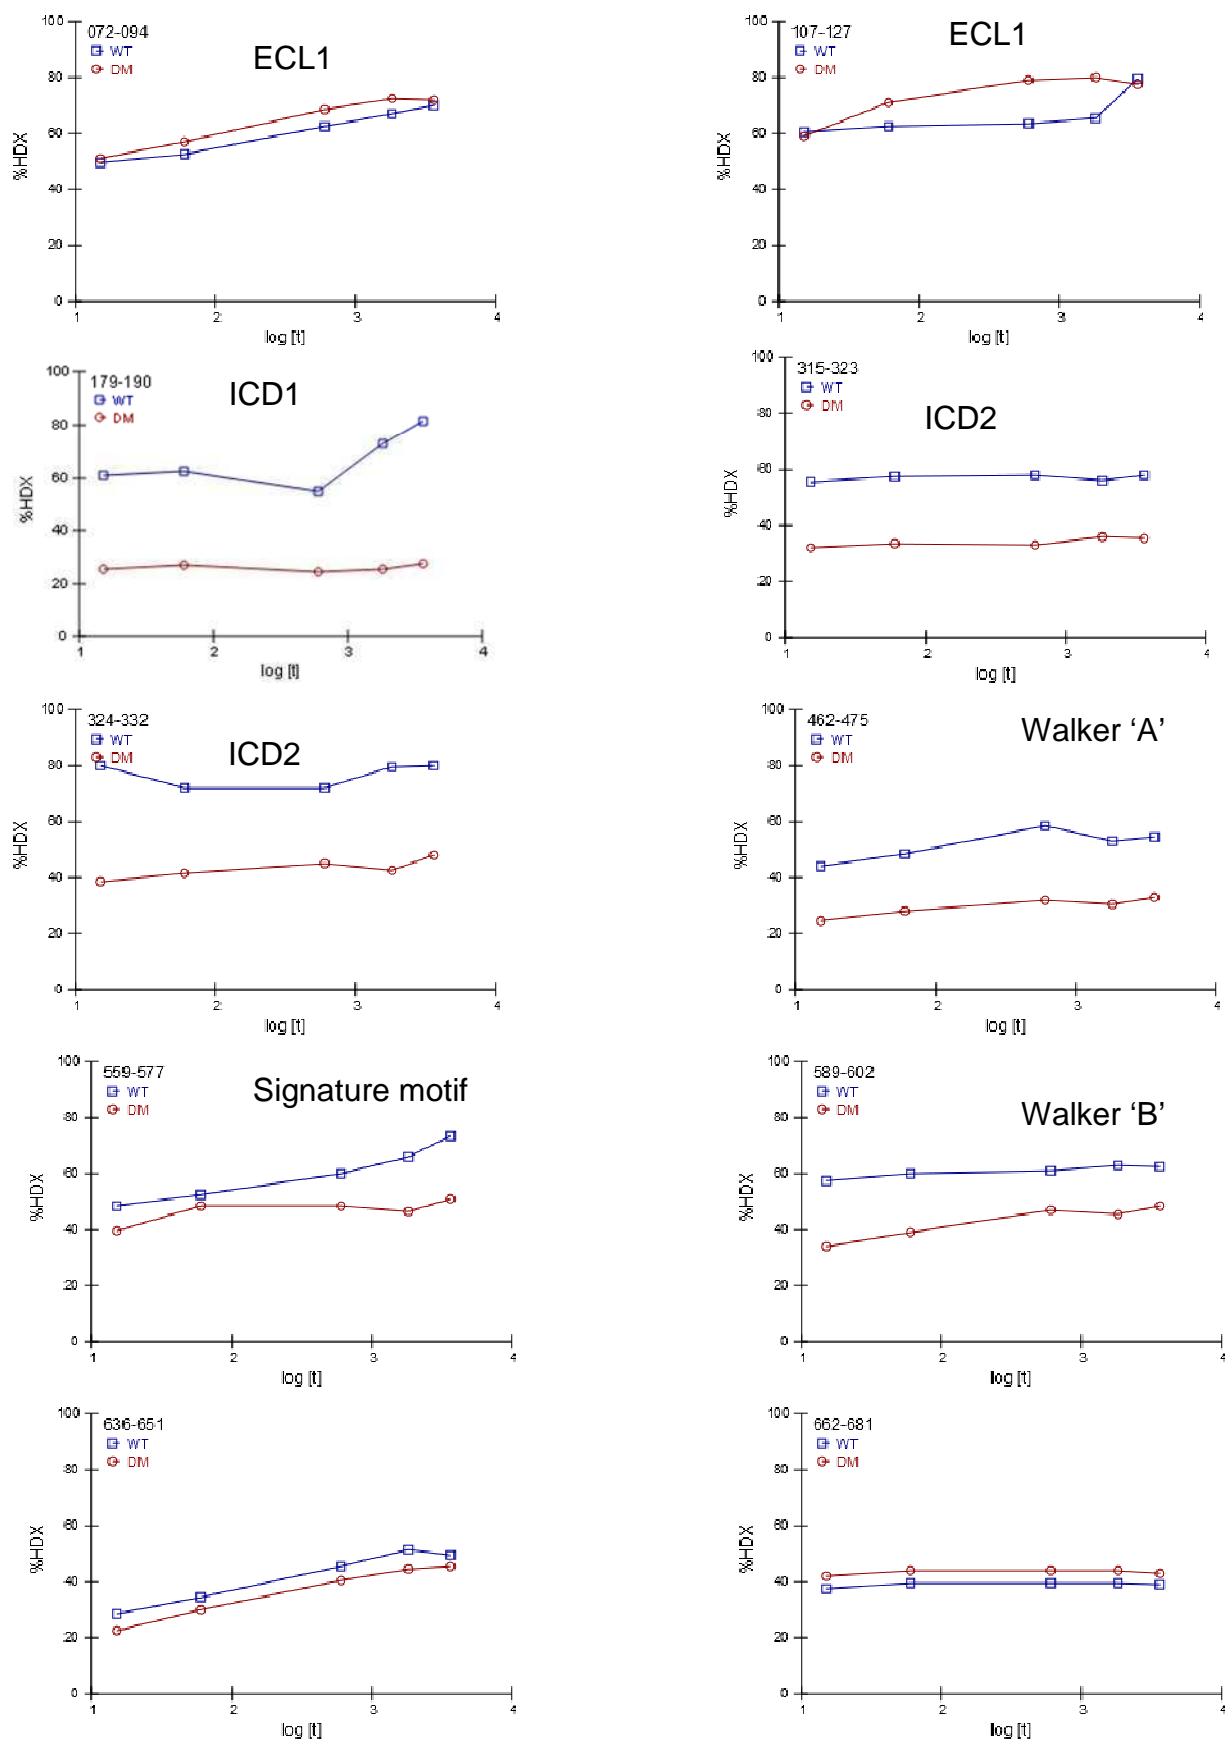 100
072-094
WT
DM
ECL1
80
60
40
20
0
%HDX
1
2
3
4
log [t]
100
107-127
WT
DM
ECL1
80
60
40
20
0
%HDX
1
2
3
4
log [t]
100
179-190
WT
DM
ICD1
80
60
40
20
0
%HDX
1
2
3
4
log [t]
100
315-323
WT
DM
ICD2
80
60
40
20
0
%HDX
1
2
3
4
log [t]
100
324-332
WT
DM
ICD2
80
60
40
20
0
%HDX
1
2
3
4
log [t]
100
462-475
WT
DM
Walker ‘A’
80
60
40
20
0
%HDX
1
2
3
4
log [t]
100
559-577
WT
DM
Signature motif
80
60
40
20
0
%HDX
1
2
3
4
log [t]
100
589-602
WT
DM
Walker ‘B’
80
60
40
20
0
%HDX
1
2
3
4
log [t]
100
636-651
WT
DM
80
60
40
20
0
%HDX
1
2
3
4
log [t]
100
662-681
WT
DM
80
60
40
20
0
%HDX
1
2
3
4
log [t]